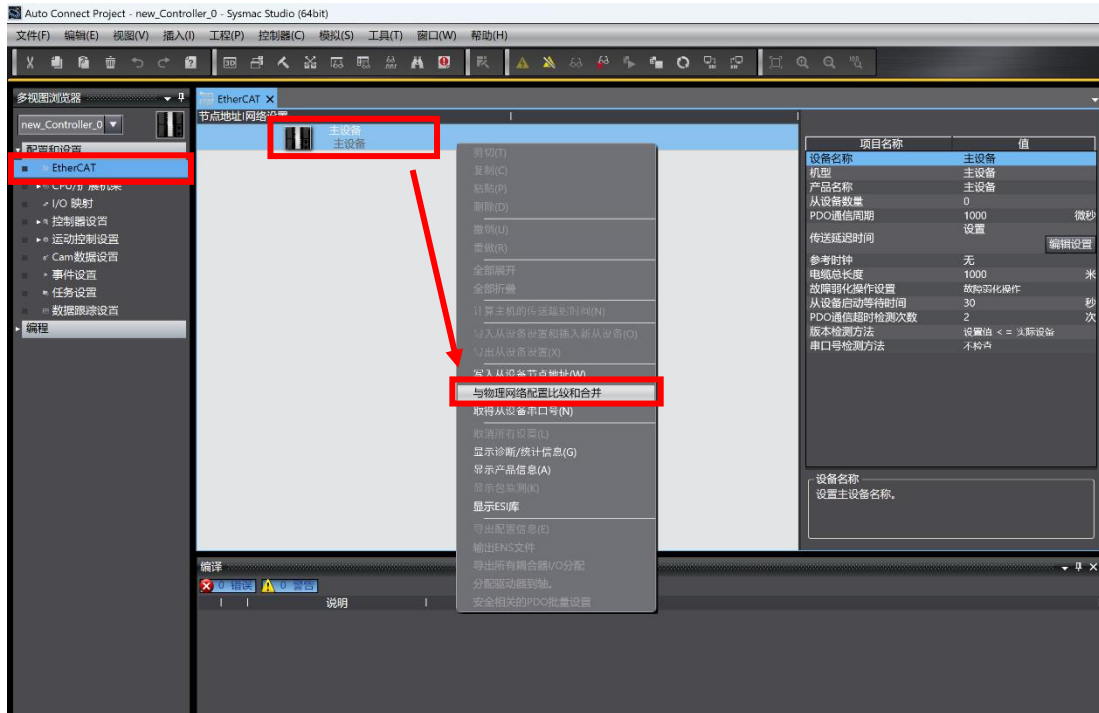 Auto Connect Project - new_Controller_0 - Sysmac Studio (64bit)
文件(F) 编辑(E) 视图(V) 插入(I) 工程(P) 控制器(C) 模拟(S) 工具(T) 窗口(W) 帮助(H)
多视图浏览器
new_Controller_0
配置和设置
EtherCAT
CPU/扩展机架
I/O 映射
控制器设置
运动控制设置
Cam数据设置
事件设置
任务设置
数据跟踪设置
编程
EtherCAT
节点地址 网络设置
主设备
主设备
剪切(T)
复制(C)
粘贴(P)
删除(D)
撤销(U)
重做(R)
全部展开
全部折叠
计算主机的传送延迟时间(N)
导入从设备设置和插入新从设备(O)
导出从设备设置(X)
写入从设备节点地址(W)
与物理网络配置比较和合并
取得从设备串口号(N)
取消所有设置(L)
显示诊断/统计信息(G)
显示产品信息(A)
显示包监测(K)
显示ESI库
导出配置信息(E)
输出ENS文件
导出所有耦合器I/O分配
分配驱动器到轴。
安全相关的PDO批量设置
项目名称 值
设备名称 主设备
机型 主设备
产品名称 主设备
从设备数量 0
PDO通信周期 1000 微秒
传送延迟时间 设置 编辑设置
参考时钟 无
电缆总长度 1000 米
故障弱化操作设置 故障弱化操作
从设备启动等待时间 30 秒
PDO通信超时检测次数 2 次
版本检测方法 设置值 <= 实际设备
串口号检测方法 不检查
设备名称
设置主设备名称。
编译
0 错误 0 警告
说明